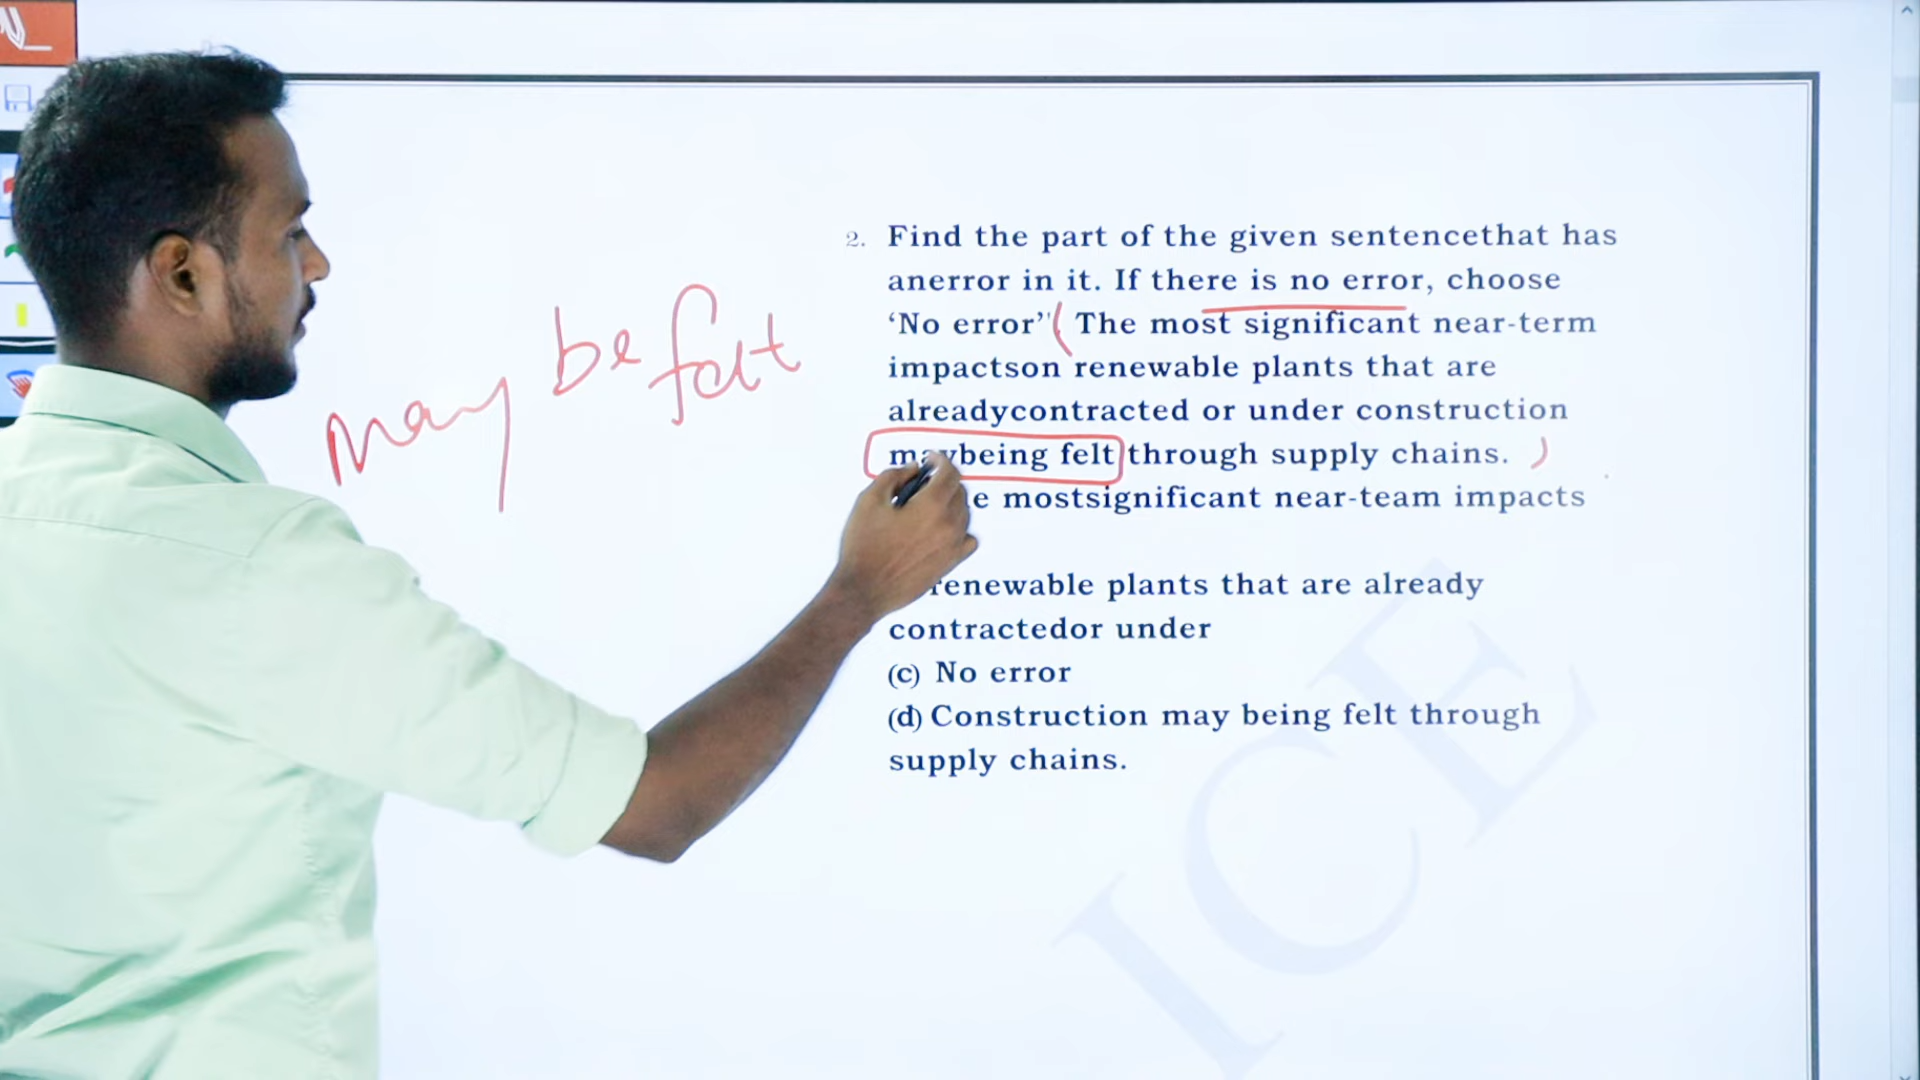 2. Find the part of the given sentencethat has
anerror in it. If there is no error, choose
‘No error’' The most significant near-term
impactson renewable plants that are
alreadycontracted or under construction
maybeing felt through supply chains.
mostsignificant near-team impacts
renewable plants that are already
contractedor under
(c) No error
(d) Construction may being felt through
supply chains.
may be felt
ICE